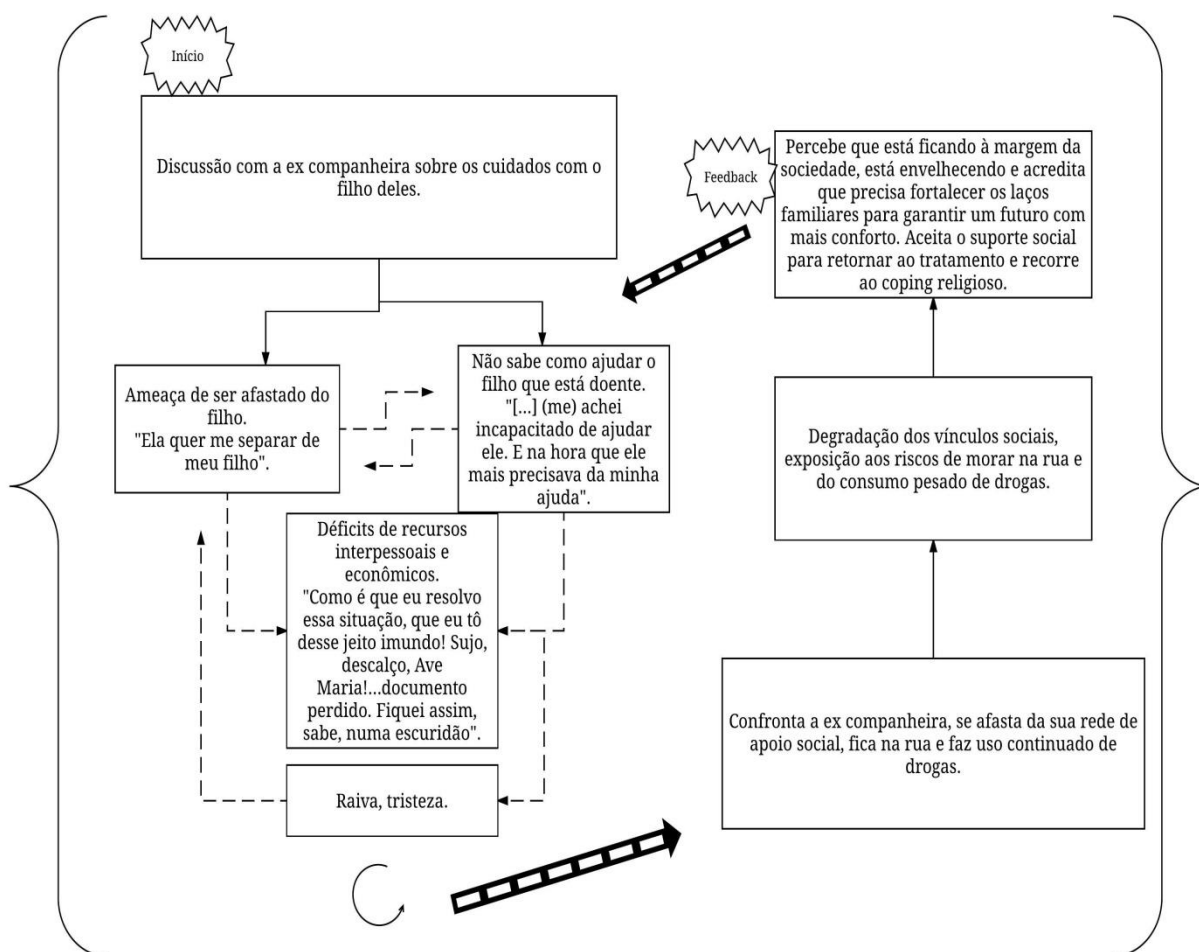 Início
Discussão com a ex companheira sobre os cuidados com o
filho deles.
Ameaça de ser afastado do
filho.
"Ela quer me separar de
meu filho".
Não sabe como ajudar o
filho que está doente.
"[...] (me) achei
incapacitado de ajudar
ele. E na hora que ele
mais precisava da minha
ajuda".
Déficits de recursos
interpessoais e
econômicos.
"Como é que eu resolvo
essa situação, que eu tô
desse jeito imundo! Sujo,
descalço, Ave
Maria!...documento
perdido. Fiquei assim,
sabe, numa escuridão".
Raiva, tristeza.
Feedback
Percebe que está ficando à margem da
sociedade, está envelhecendo e acredita
que precisa fortalecer os laços
familiares para garantir um futuro com
mais conforto. Aceita o suporte social
para retornar ao tratamento e recorre
ao coping religioso.
Degradação dos vínculos sociais,
exposição aos riscos de morar na rua e
do consumo pesado de drogas.
Confronta a ex companheira, se afasta da sua rede de
apoio social, fica na rua e faz uso continuado de
drogas.